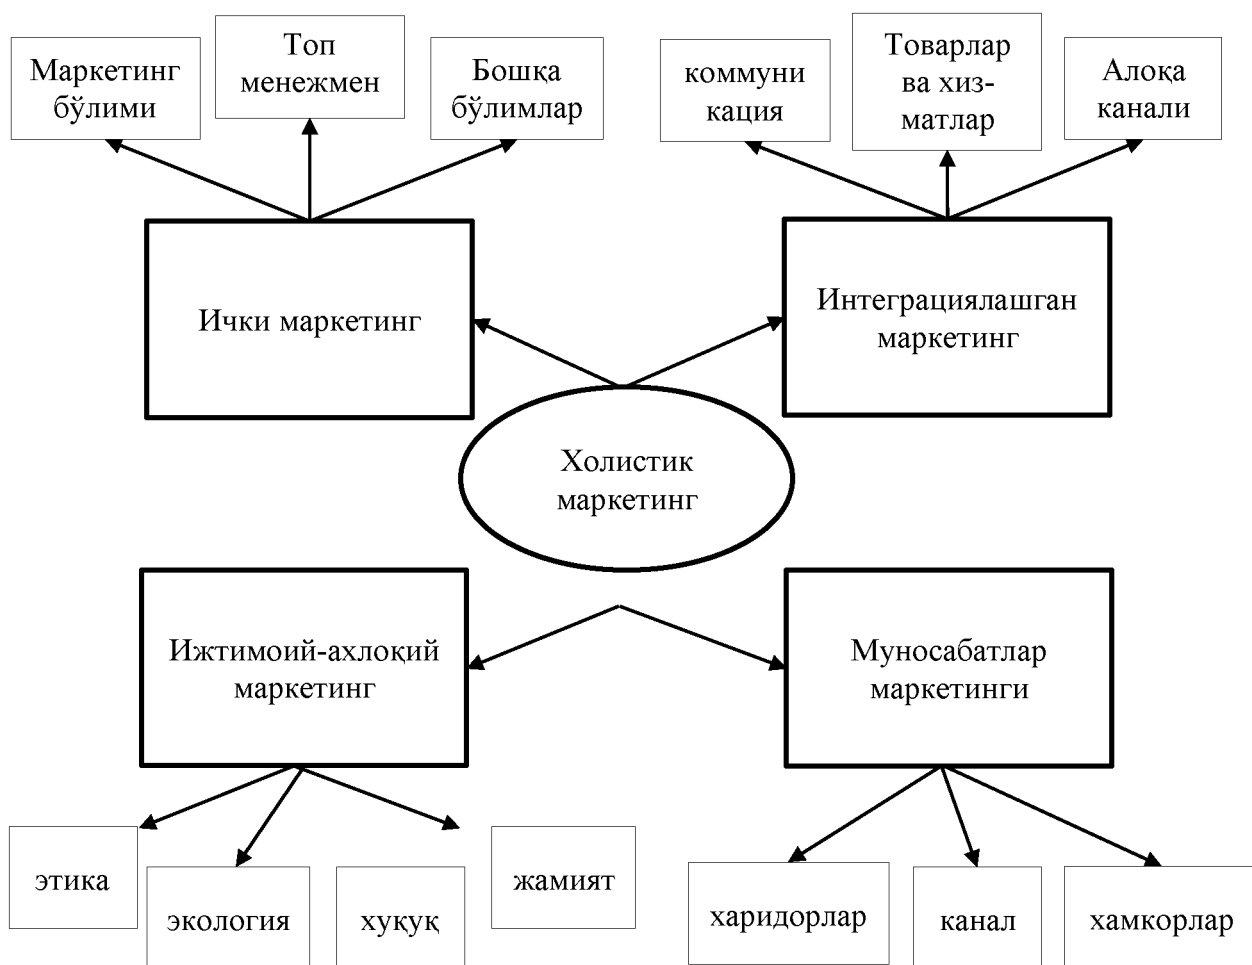 Маркетинг
бўлими
Топ
менежмен
Бошқа
бўлимлар
коммуни
кация
Товарлар
ва хиз-
матлар
Алоқа
канали
Ички маркетинг
Интеграциялашган
маркетинг
Холистик
маркетинг
Ижтимоий-ахлоқий
маркетинг
Муносабатлар
маркетинги
этика
экология
хуқуқ
жамият
харидорлар
канал
хамкорлар